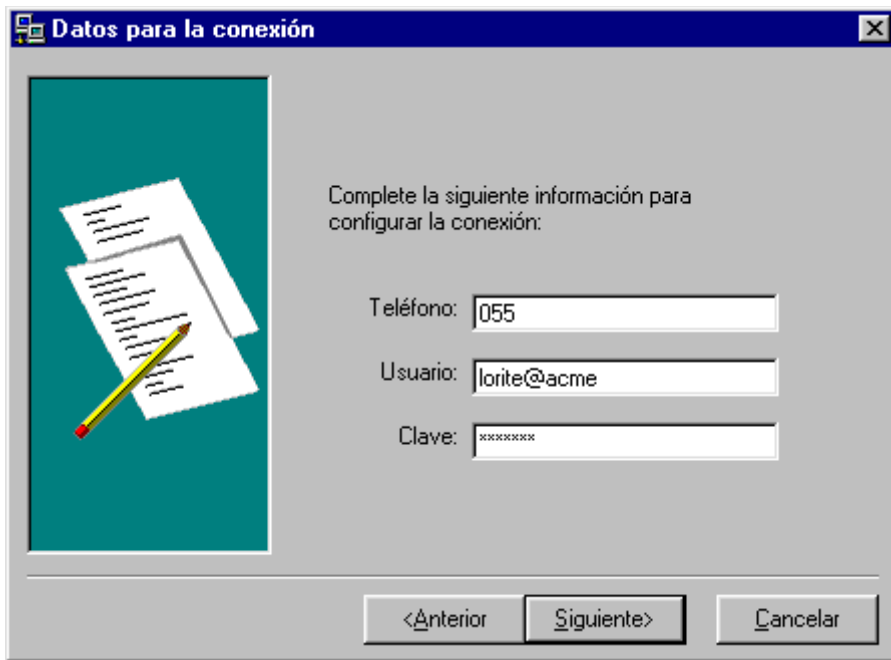 Datos para la conexión
Complete la siguiente información para
configurar la conexión:
Teléfono: 055
Usuario: lorite@acme
Clave: *******
<Anterior Siguiente> Cancelar